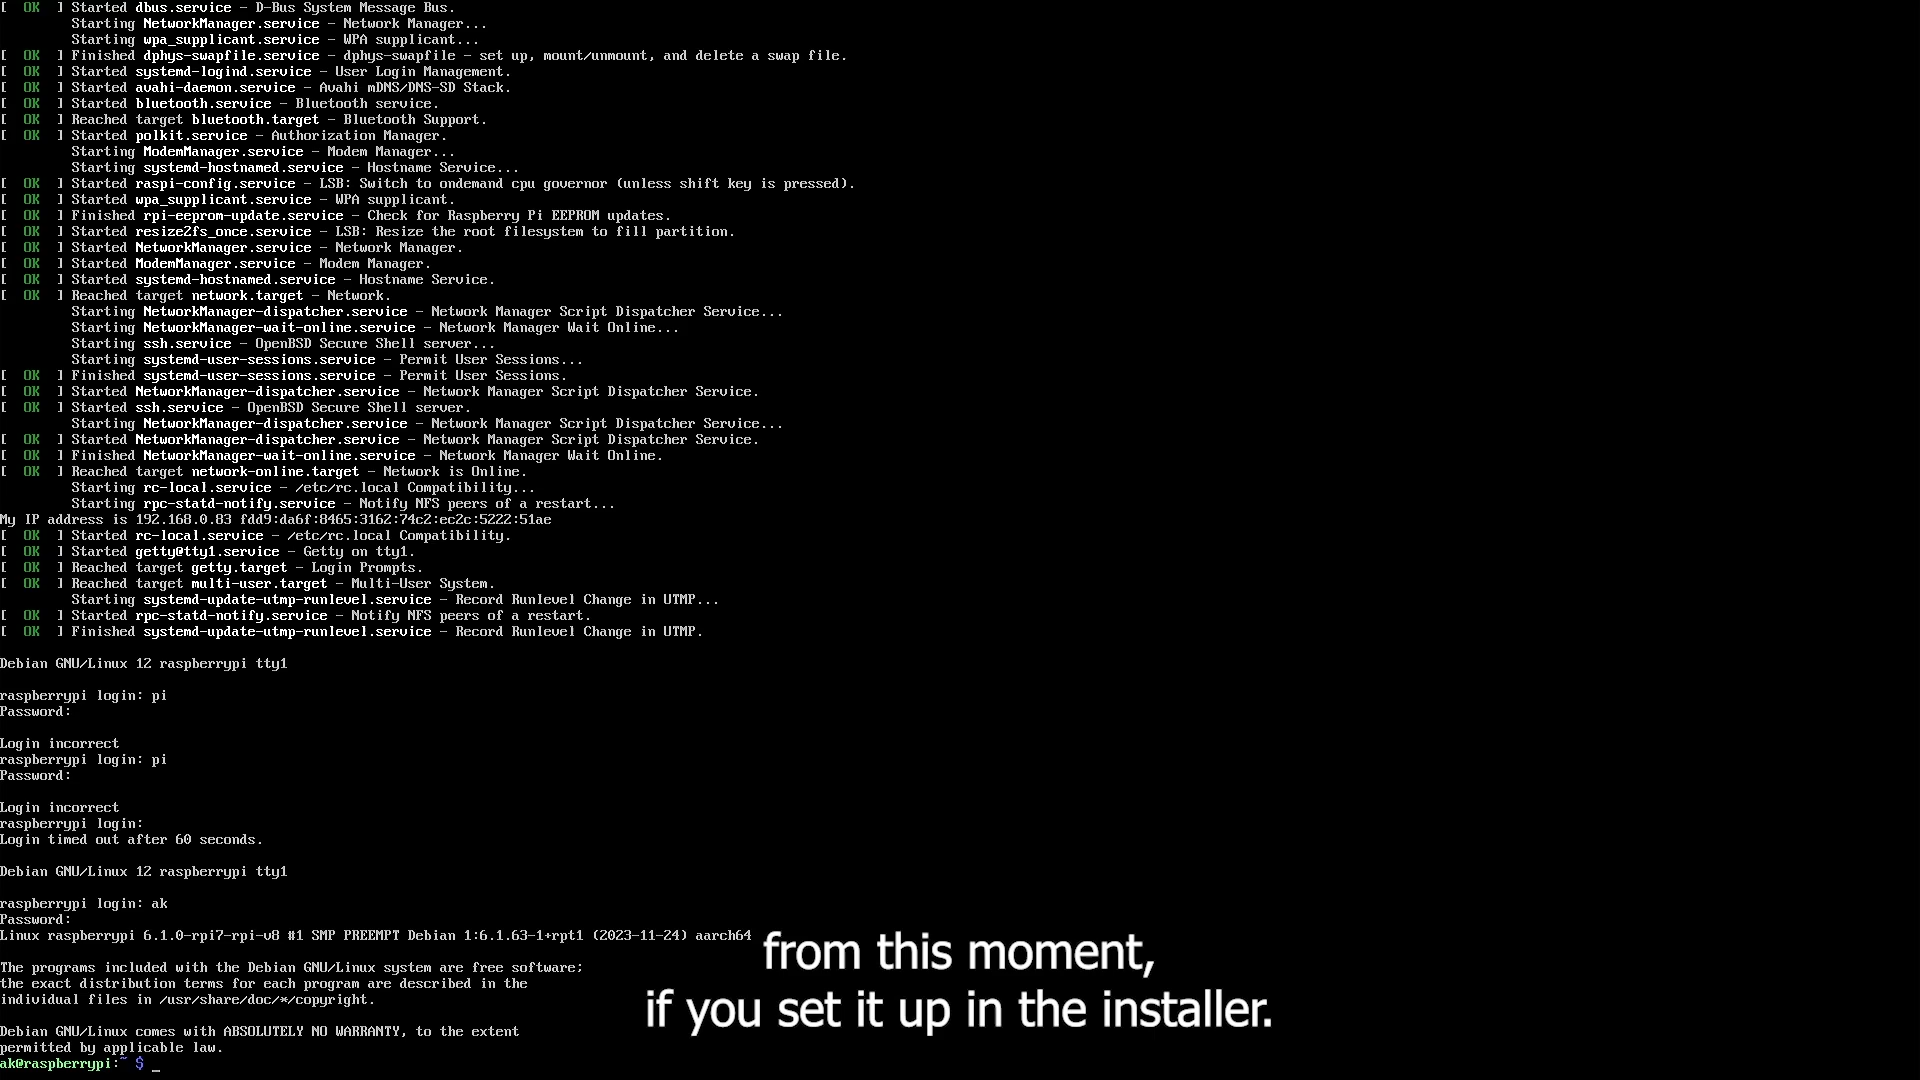 [  OK  ] Started dbus.service - D-Bus System Message Bus.
Starting NetworkManager.service - Network Manager...
Starting wpa_supplicant.service - WPA supplicant...
[  OK  ] Finished dphys-swapfile.service - dphys-swapfile - set up, mount/unmount, and delete a swap file.
[  OK  ] Started systemd-logind.service - User Login Management.
[  OK  ] Started avahi-daemon.service - Avahi mDNS/DNS-SD Stack.
[  OK  ] Started bluetooth.service - Bluetooth service.
[  OK  ] Reached target bluetooth.target - Bluetooth Support.
[  OK  ] Started polkit.service - Authorization Manager.
Starting ModemManager.service - Modem Manager...
Starting systemd-hostnamed.service - Hostname Service...
[  OK  ] Started raspi-config.service - LSB: Switch to ondemand cpu governor (unless shift key is pressed).
[  OK  ] Started wpa_supplicant.service - WPA supplicant.
[  OK  ] Finished rpi-eeprom-update.service - Check for Raspberry Pi EEPROM updates.
[  OK  ] Started resize2fs_once.service - LSB: Resize the root filesystem to fill partition.
[  OK  ] Started NetworkManager.service - Network Manager.
[  OK  ] Started ModemManager.service - Modem Manager.
[  OK  ] Started systemd-hostnamed.service - Hostname Service.
[  OK  ] Reached target network.target - Network.
Starting NetworkManager-dispatcher.service - Network Manager Script Dispatcher Service...
Starting NetworkManager-wait-online.service - Network Manager Wait Online...
Starting ssh.service - OpenBSD Secure Shell server...
Starting systemd-user-sessions.service - Permit User Sessions...
[  OK  ] Finished systemd-user-sessions.service - Permit User Sessions.
[  OK  ] Started NetworkManager-dispatcher.service - Network Manager Script Dispatcher Service.
[  OK  ] Started ssh.service - OpenBSD Secure Shell server.
Starting NetworkManager-dispatcher.service - Network Manager Script Dispatcher Service...
[  OK  ] Started NetworkManager-dispatcher.service - Network Manager Script Dispatcher Service.
[  OK  ] Finished NetworkManager-wait-online.service - Network Manager Wait Online.
[  OK  ] Reached target network-online.target - Network is Online.
Starting rc-local.service - /etc/rc.local Compatibility...
Starting rpc-statd-notify.service - Notify NFS peers of a restart...
My IP address is 192.168.0.83 fdd9:da6f:8465:3162:74c2:ec2c:5222:51ae
[  OK  ] Started rc-local.service - /etc/rc.local Compatibility.
[  OK  ] Started getty@tty1.service - Getty on tty1.
[  OK  ] Reached target getty.target - Login Prompts.
[  OK  ] Reached target multi-user.target - Multi-User System.
Starting systemd-update-utmp-runlevel.service - Record Runlevel Change in UTMP...
[  OK  ] Started rpc-statd-notify.service - Notify NFS peers of a restart.
[  OK  ] Finished systemd-update-utmp-runlevel.service - Record Runlevel Change in UTMP.
Debian GNU/Linux 12 raspberrypi tty1
raspberrypi login: pi
Password:
Login incorrect
raspberrypi login: pi
Password:
Login incorrect
raspberrypi login:
Login timed out after 60 seconds.
Debian GNU/Linux 12 raspberrypi tty1
raspberrypi login: ak
Password:
Linux raspberrypi 6.1.0-rpi7-rpi-v8 #1 SMP PREEMPT Debian 1:6.1.63-1+rpt1 (2023-11-24) aarch64
The programs included with the Debian GNU/Linux system are free software;
the exact distribution terms for each program are described in the
individual files in /usr/share/doc/*/copyright.
Debian GNU/Linux comes with ABSOLUTELY NO WARRANTY, to the extent
permitted by applicable law.
ak@raspberrypi:~ $ _
from this moment,
if you set it up in the installer.